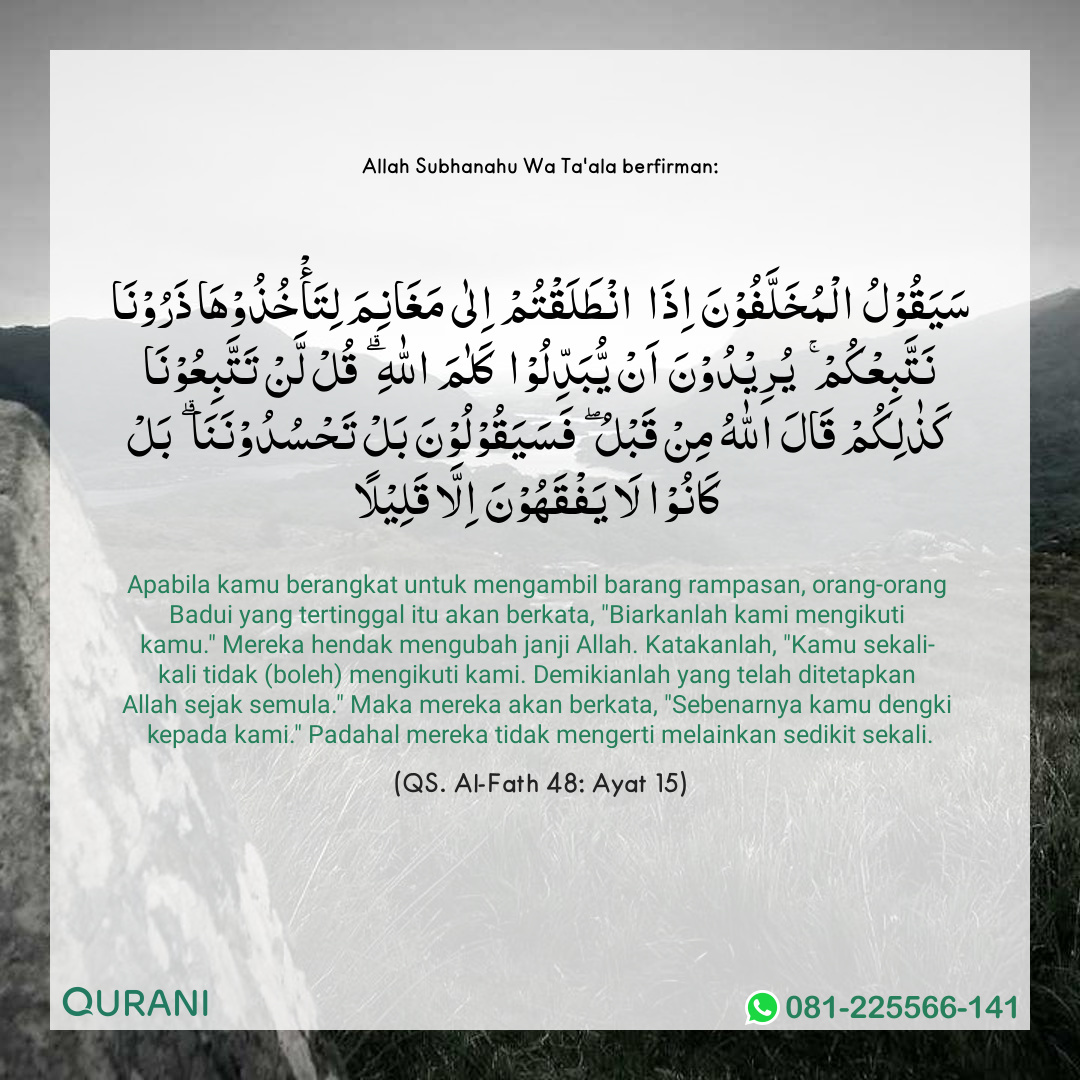 Allah Subhanahu Wa Ta'ala berfirman:
سَيَقُوْلُ الْمُخَلَّفُوْنَ اِذَا انْطَلَقْتُمْ اِلٰى مَغَانِمَ لِتَأْخُذُوْهَا ذَرُوْنَا
نَتَّبِعْكُمْ ۚ يُرِيْدُوْنَ اَنْ يُّبَدِّلُوْا كَلٰمَ اللّٰهِ ۗ قُلْ لَّنْ تَتَّبِعُوْنَا
كَذٰلِكُمْ قَالَ اللّٰهُ مِنْ قَبْلُ ۖ فَسَيَقُوْلُوْنَ بَلْ تَحْسُدُوْنَنَا ۗ بَلْ
كَانُوْا لَا يَفْقَهُوْنَ اِلَّا قَلِيْلًا
Apabila kamu berangkat untuk mengambil barang rampasan, orang-orang
Badui yang tertinggal itu akan berkata, "Biarkanlah kami mengikuti
kamu." Mereka hendak mengubah janji Allah. Katakanlah, "Kamu sekali-
kali tidak (boleh) mengikuti kami. Demikianlah yang telah ditetapkan
Allah sejak semula." Maka mereka akan berkata, "Sebenarnya kamu dengki
kepada kami." Padahal mereka tidak mengerti melainkan sedikit sekali.
(QS. Al-Fath 48: Ayat 15)
QURANI
081-225566-141